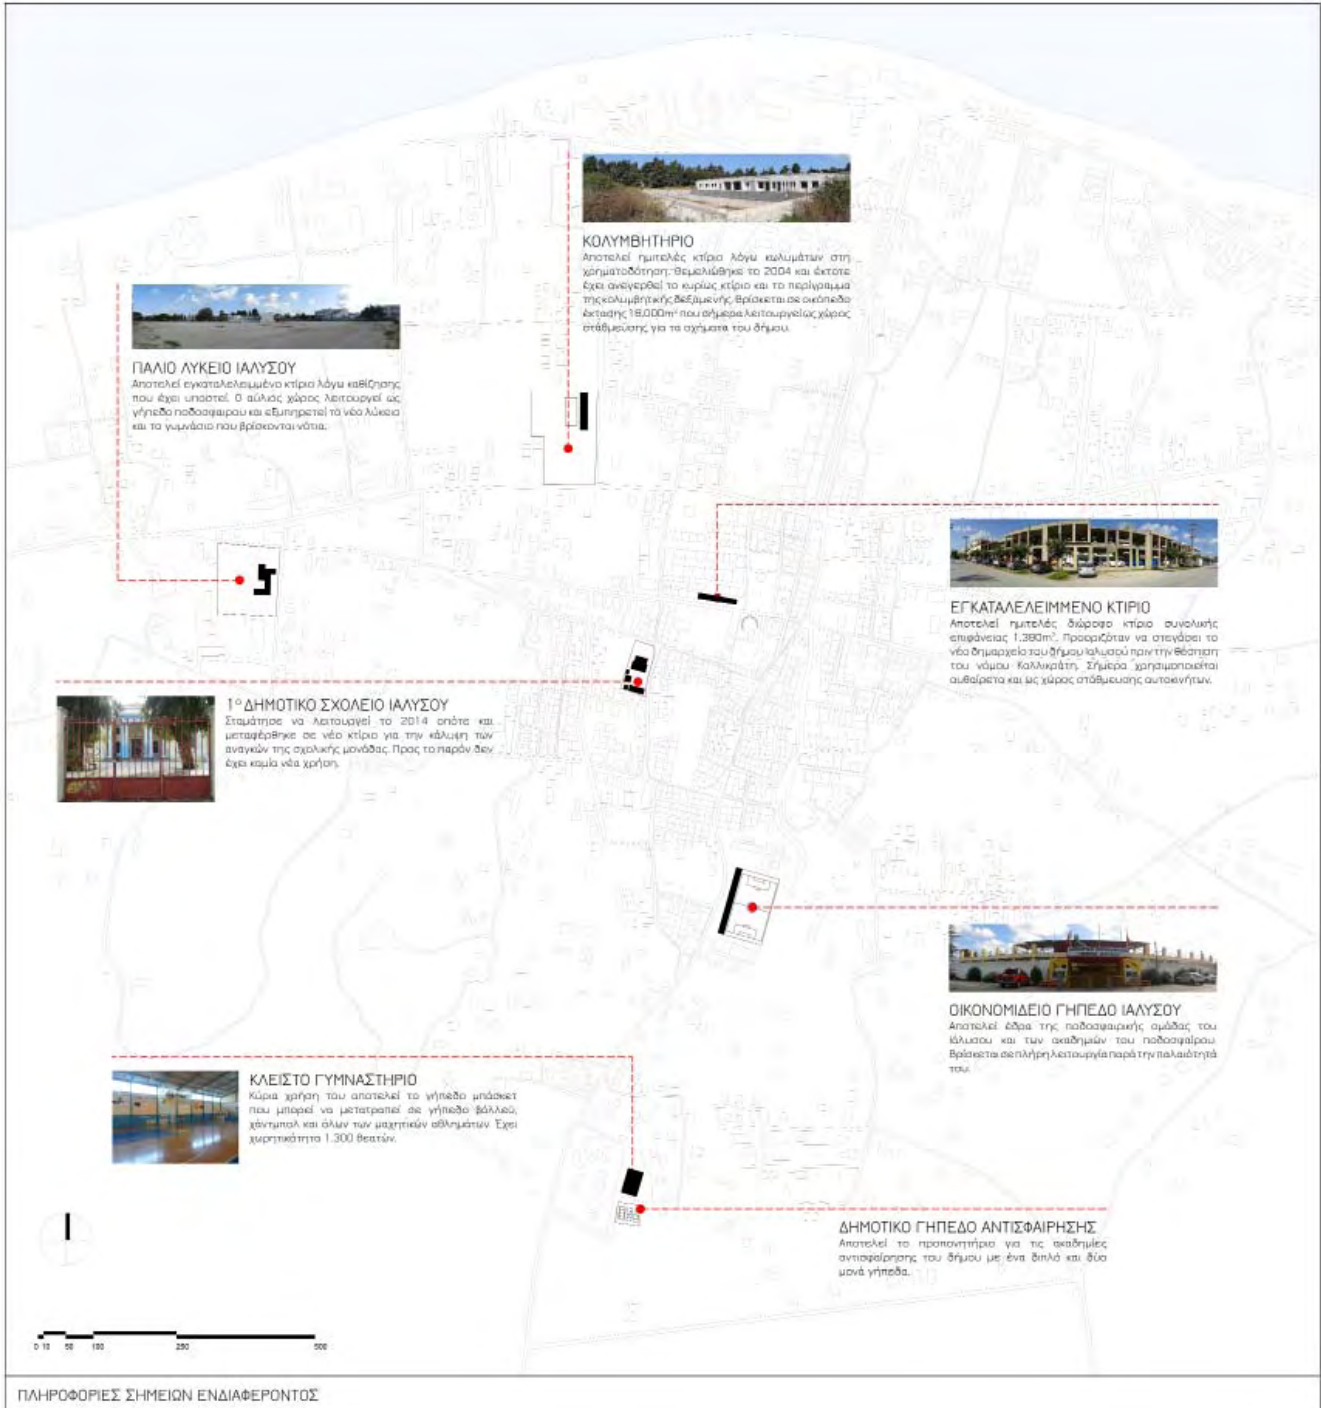 ΚΟΛΥΜΒΗΤΗΡΙΟ
Αποτελεί ημιτελές κτίριο λόγω κωλυμάτων στη
χρηματοδότηση. Θεμελιώθηκε το 2004 και έκτοτε
έχει ανεγερθεί το κυρίως κτίριο και το περίγραμμα
της κολυμβητικής δεξαμενής. Βρίσκεται σε οικόπεδο
έκτασης 18,000m² που σήμερα λειτουργεί ως χώρος
στάθμευσης για τα οχήματα του δήμου.
ΠΑΛΙΟ ΛΥΚΕΙΟ ΙΑΛΥΣΟΥ
Αποτελεί εγκαταλελειμμένο κτίριο λόγω καθίζησης
που έχει υποστεί. Ο αύλιος χώρος λειτουργεί ως
γήπεδο ποδοσφαιρου και εξυπηρετεί το νέο λύκειο
και το γυμνάσιο που βρίσκονται νότια.
ΕΓΚΑΤΑΛΕΛΕΙΜΜΕΝΟ ΚΤΙΡΙΟ
Αποτελεί ημιτελές διώροφο κτίριο συνολικής
επιφάνειας 1.380m². Προοριζόταν να στεγάσει το
νέο δημαρχείο του δήμου Ιαλυσού πριν την θέσπιση
του νόμου Καλλικράτη. Σήμερα χρησιμοποιείται
αυθαίρετα και ως χώρος στάθμευσης αυτοκινήτων.
1° ΔΗΜΟΤΙΚΟ ΣΧΟΛΕΙΟ ΙΑΛΥΣΟΥ
Σταμάτησε να λειτουργεί το 2014 οπότε και
μεταφέρθηκε σε νέο κτίριο για την κάλυψη των
αναγκών της σχολικής μονάδας. Προς το παρόν δεν
έχει καμία νέα χρήση.
ΟΙΚΟΝΟΜΙΔΕΙΟ ΓΗΠΕΔΟ ΙΑΛΥΣΟΥ
Αποτελεί έδρα της ποδοσφαιρικής ομάδας του
Ιάλυσου και των ακαδημιών του ποδοσφαίρου.
Βρίσκεται σε πλήρη λειτουργία παρά την παλαιότητά
του.
ΚΛΕΙΣΤΟ ΓΥΜΝΑΣΤΗΡΙΟ
Κύρια χρήση του αποτελεί το γήπεδο μπάσκετ
που μπορεί να μετατραπεί σε γήπεδο βόλλεϋ,
χάντμπολ και όλων των μαχητικών αθλημάτων. Έχει
χωρητικότητα 1.300 θεατών.
ΔΗΜΟΤΙΚΟ ΓΗΠΕΔΟ ΑΝΤΙΣΦΑΙΡΗΣΗΣ
Αποτελεί το προπονητήριο για τις ακαδημίες
αντισφαίρησης του δήμου με ένα διπλό και δύο
μονά γήπεδα.
0 10 50 100 250 500
ΠΛΗΡΟΦΟΡΙΕΣ ΣΗΜΕΙΩΝ ΕΝΔΙΑΦΕΡΟΝΤΟΣ